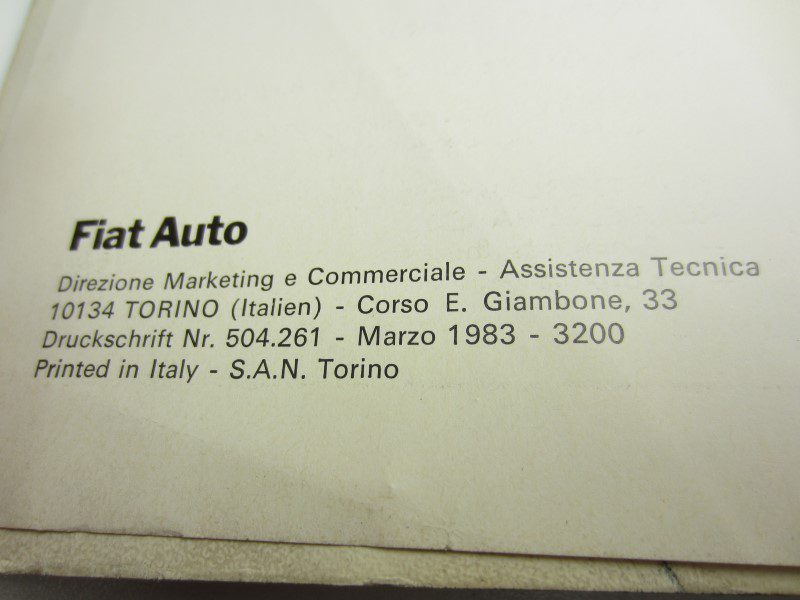 Fiat Auto
Direzione Marketing e Commerciale - Assistenza Tecnica
10134 TORINO (Italien) - Corso E. Giambone, 33
Druckschrift Nr. 504.261 - Marzo 1983 - 3200
Printed in Italy - S.A.N. Torino